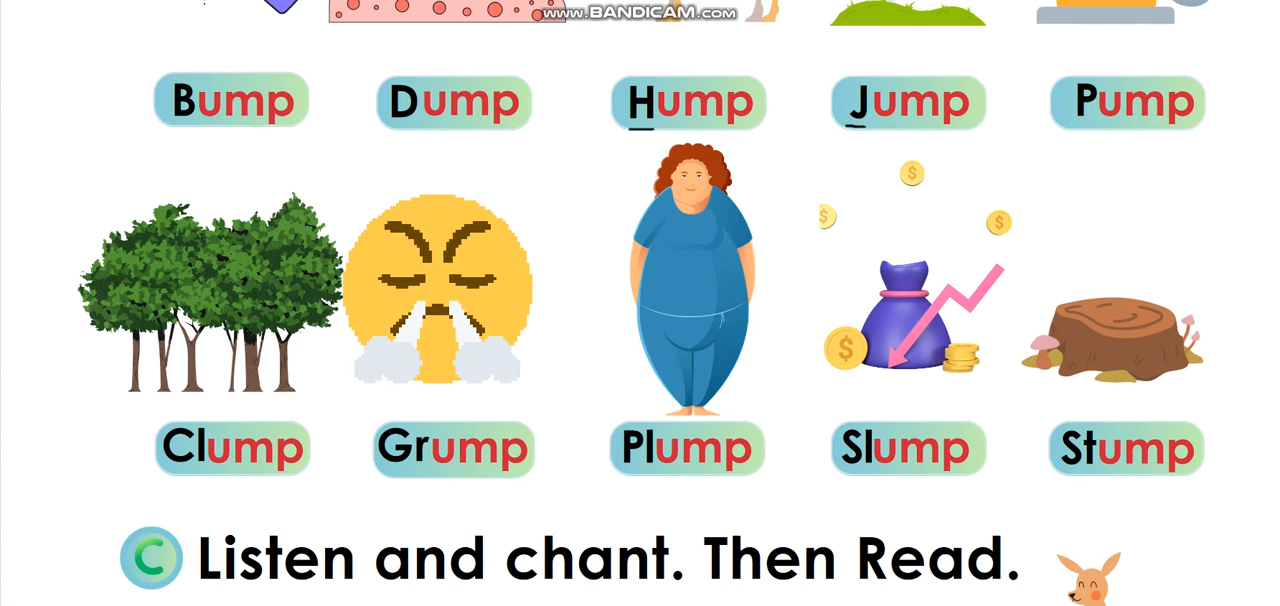 www.BANDICAM.com
Bump Dump Hump Jump Pump
Clump Grump Plump Slump Stump
C Listen and chant. Then Read.